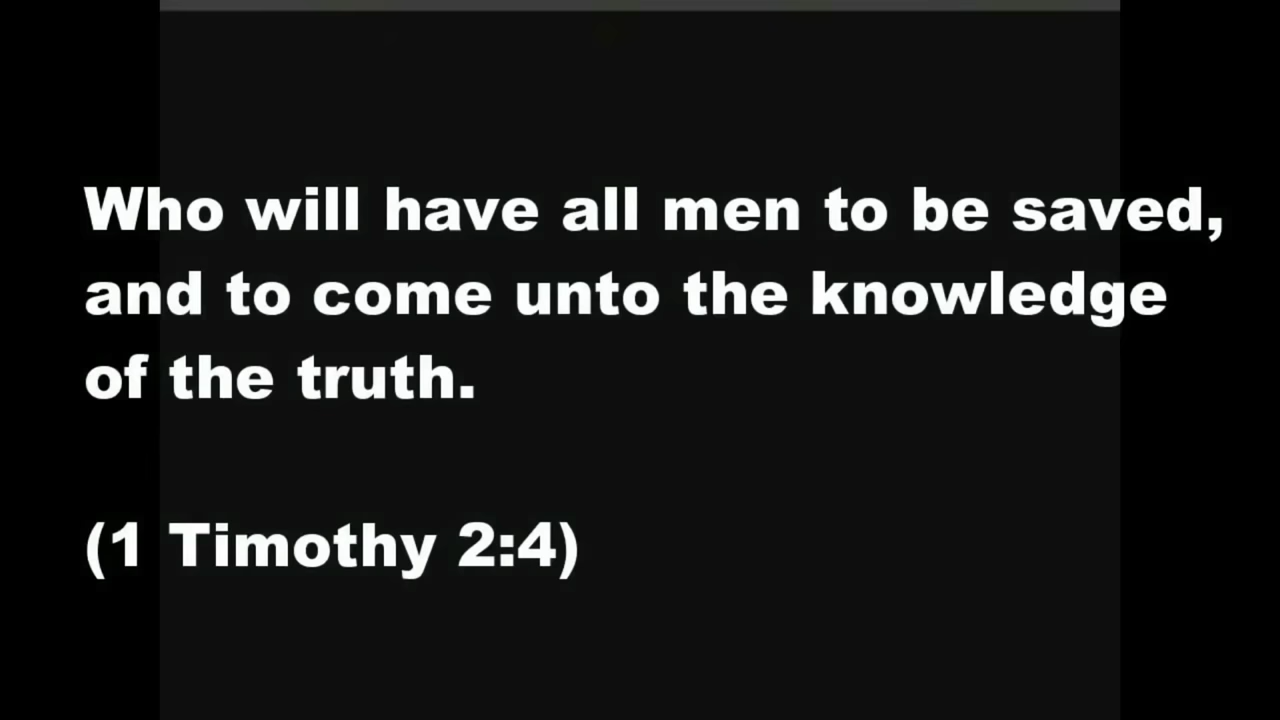 Who will have all men to be saved,
and to come unto the knowledge
of the truth.
(1 Timothy 2:4)